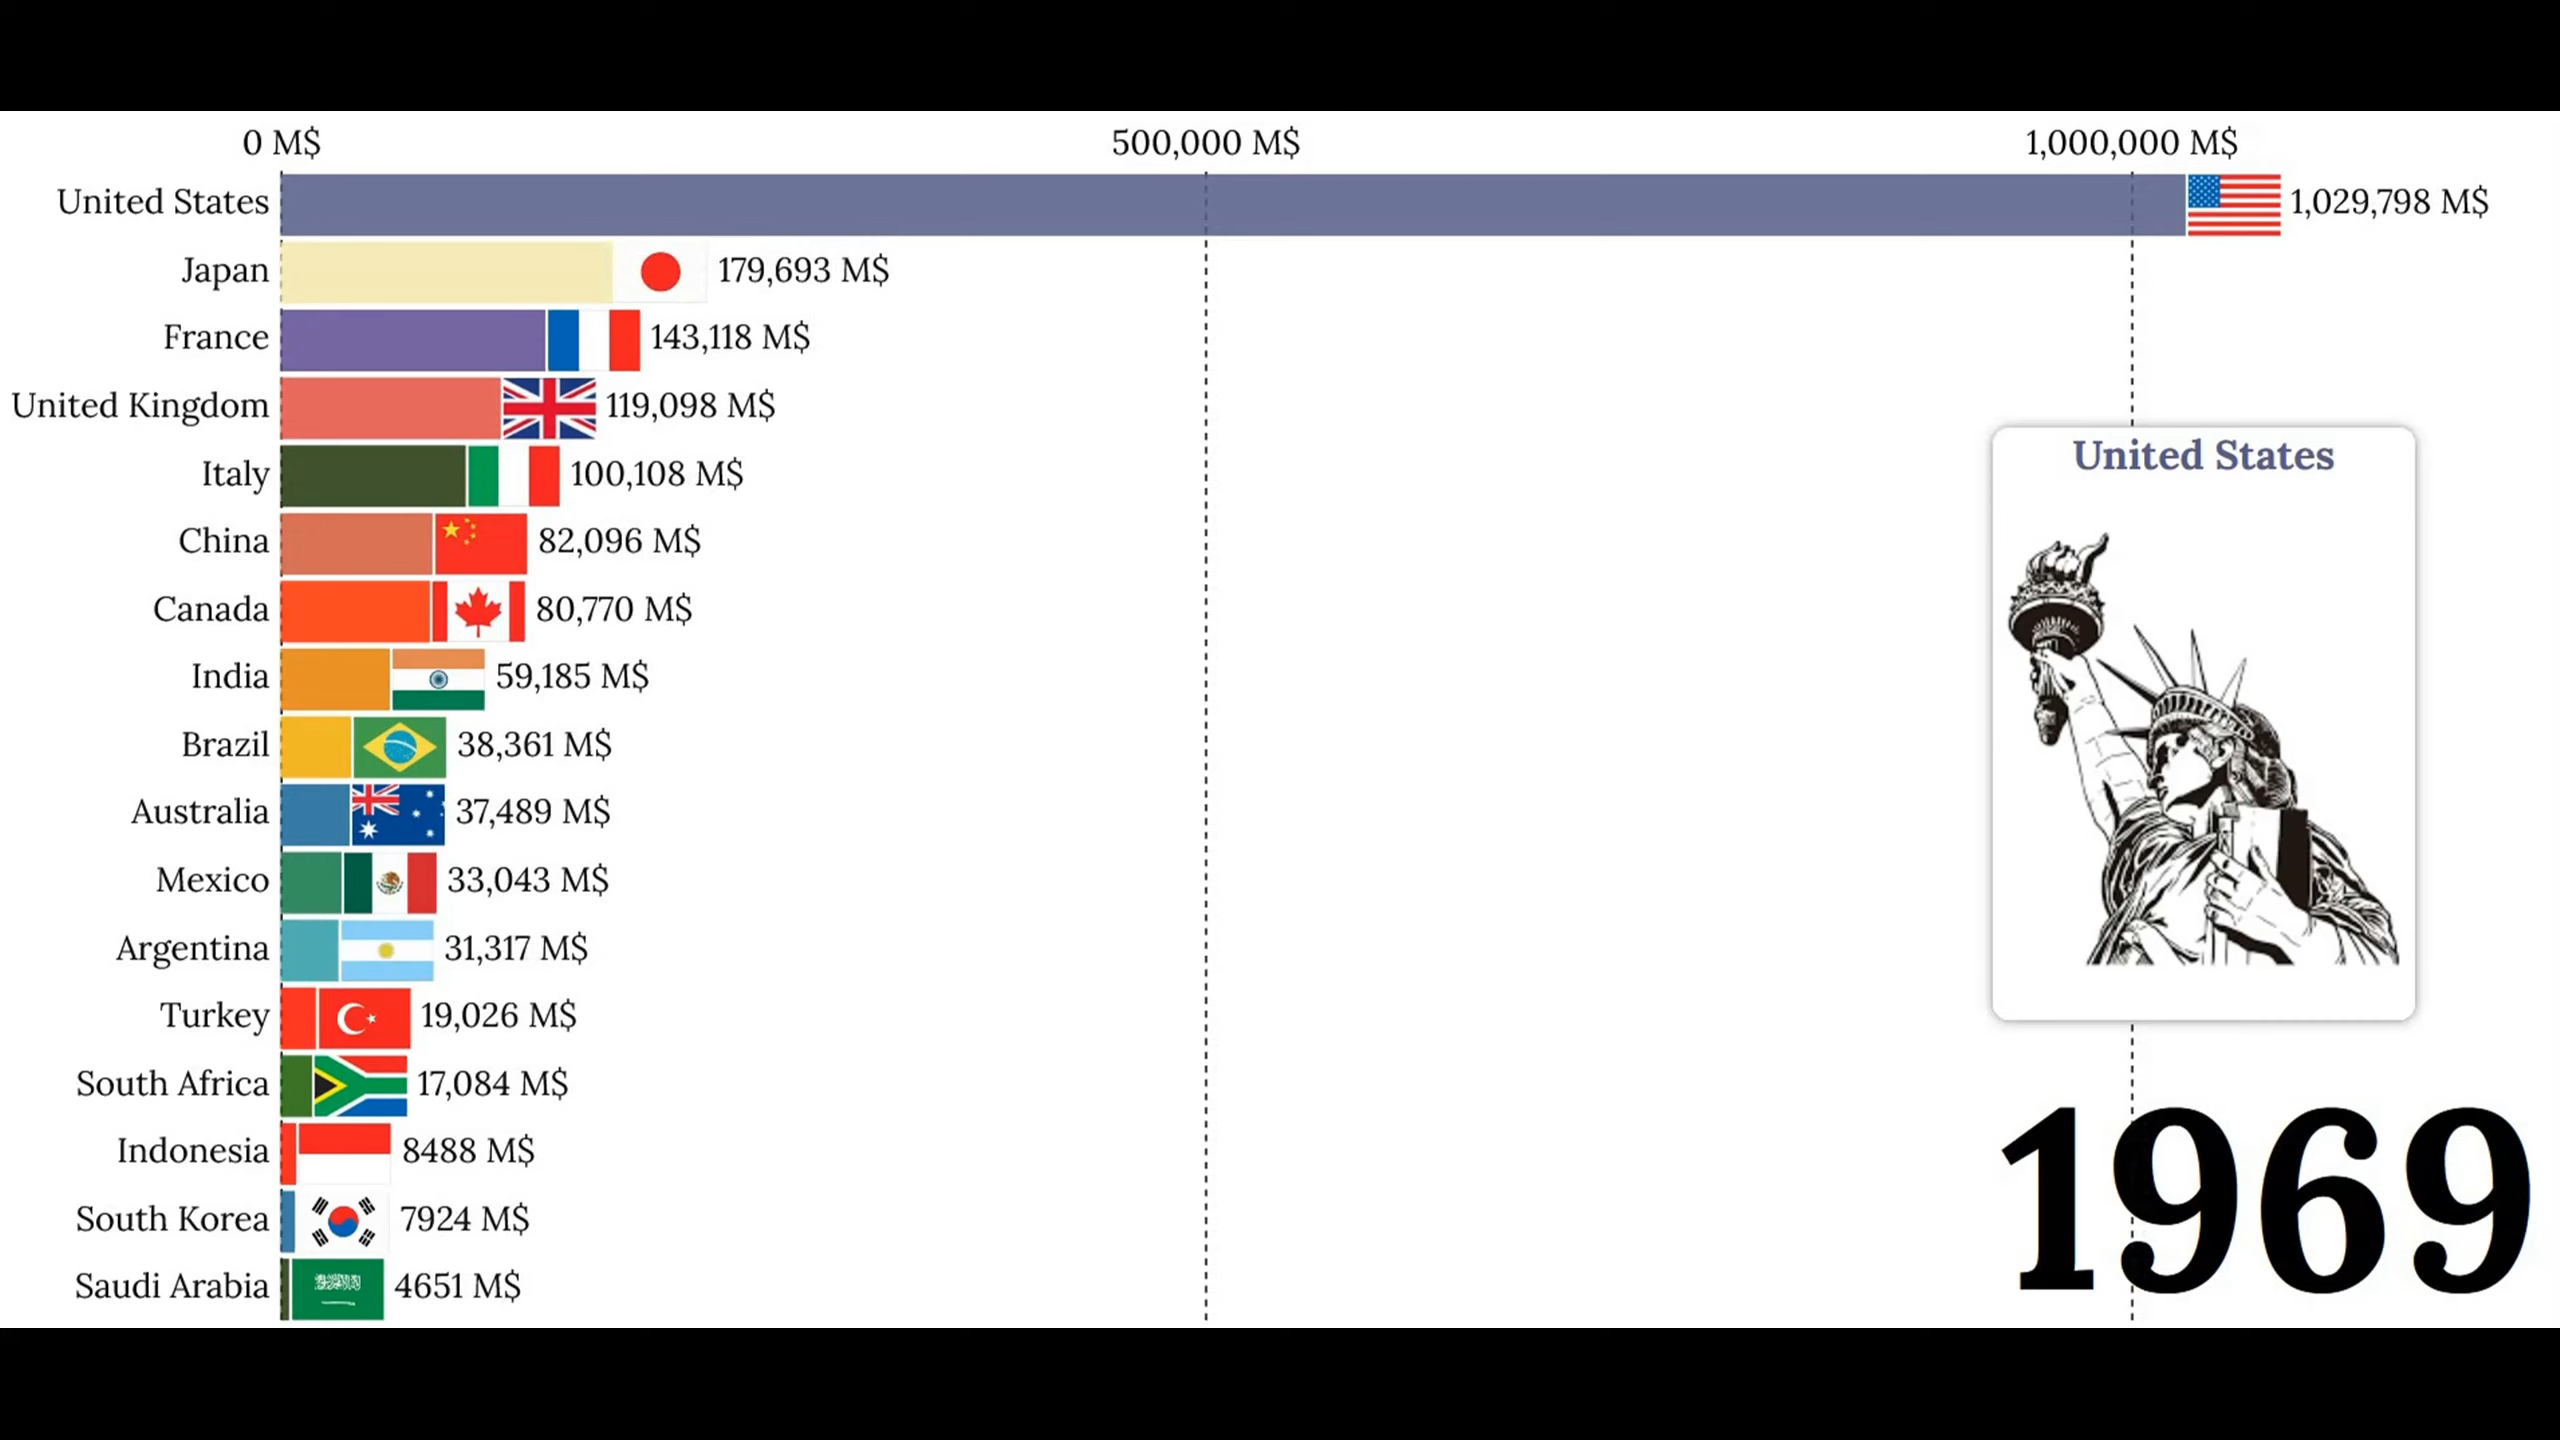 0 M$ 500,000 M$ 1,000,000 M$
United States 1,029,798 M$
Japan 179,693 M$
France 143,118 M$
United Kingdom 119,098 M$
Italy 100,108 M$
China 82,096 M$
Canada 80,770 M$
India 59,185 M$
Brazil 38,361 M$
Australia 37,489 M$
Mexico 33,043 M$
Argentina 31,317 M$
Turkey 19,026 M$
South Africa 17,084 M$
Indonesia 8488 M$
South Korea 7924 M$
Saudi Arabia 4651 M$
United States
1969